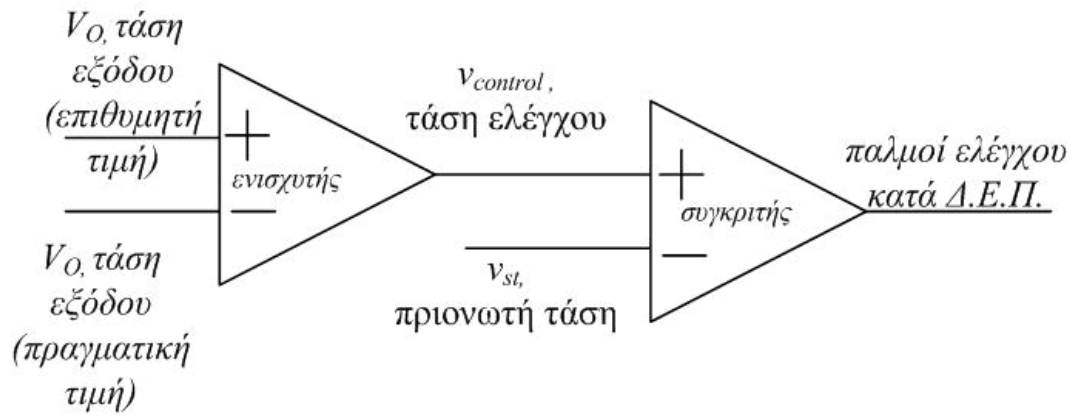 V_O, τάση
εξόδου
(επιθυμητή
τιμή)
+
ενισχυτής
−
V_O, τάση
εξόδου
(πραγματική
τιμή)
v_control,
τάση ελέγχου
+
συγκριτής
−
v_st,
πριονωτή τάση
παλμοί ελέγχου
κατά Δ.Ε.Π.